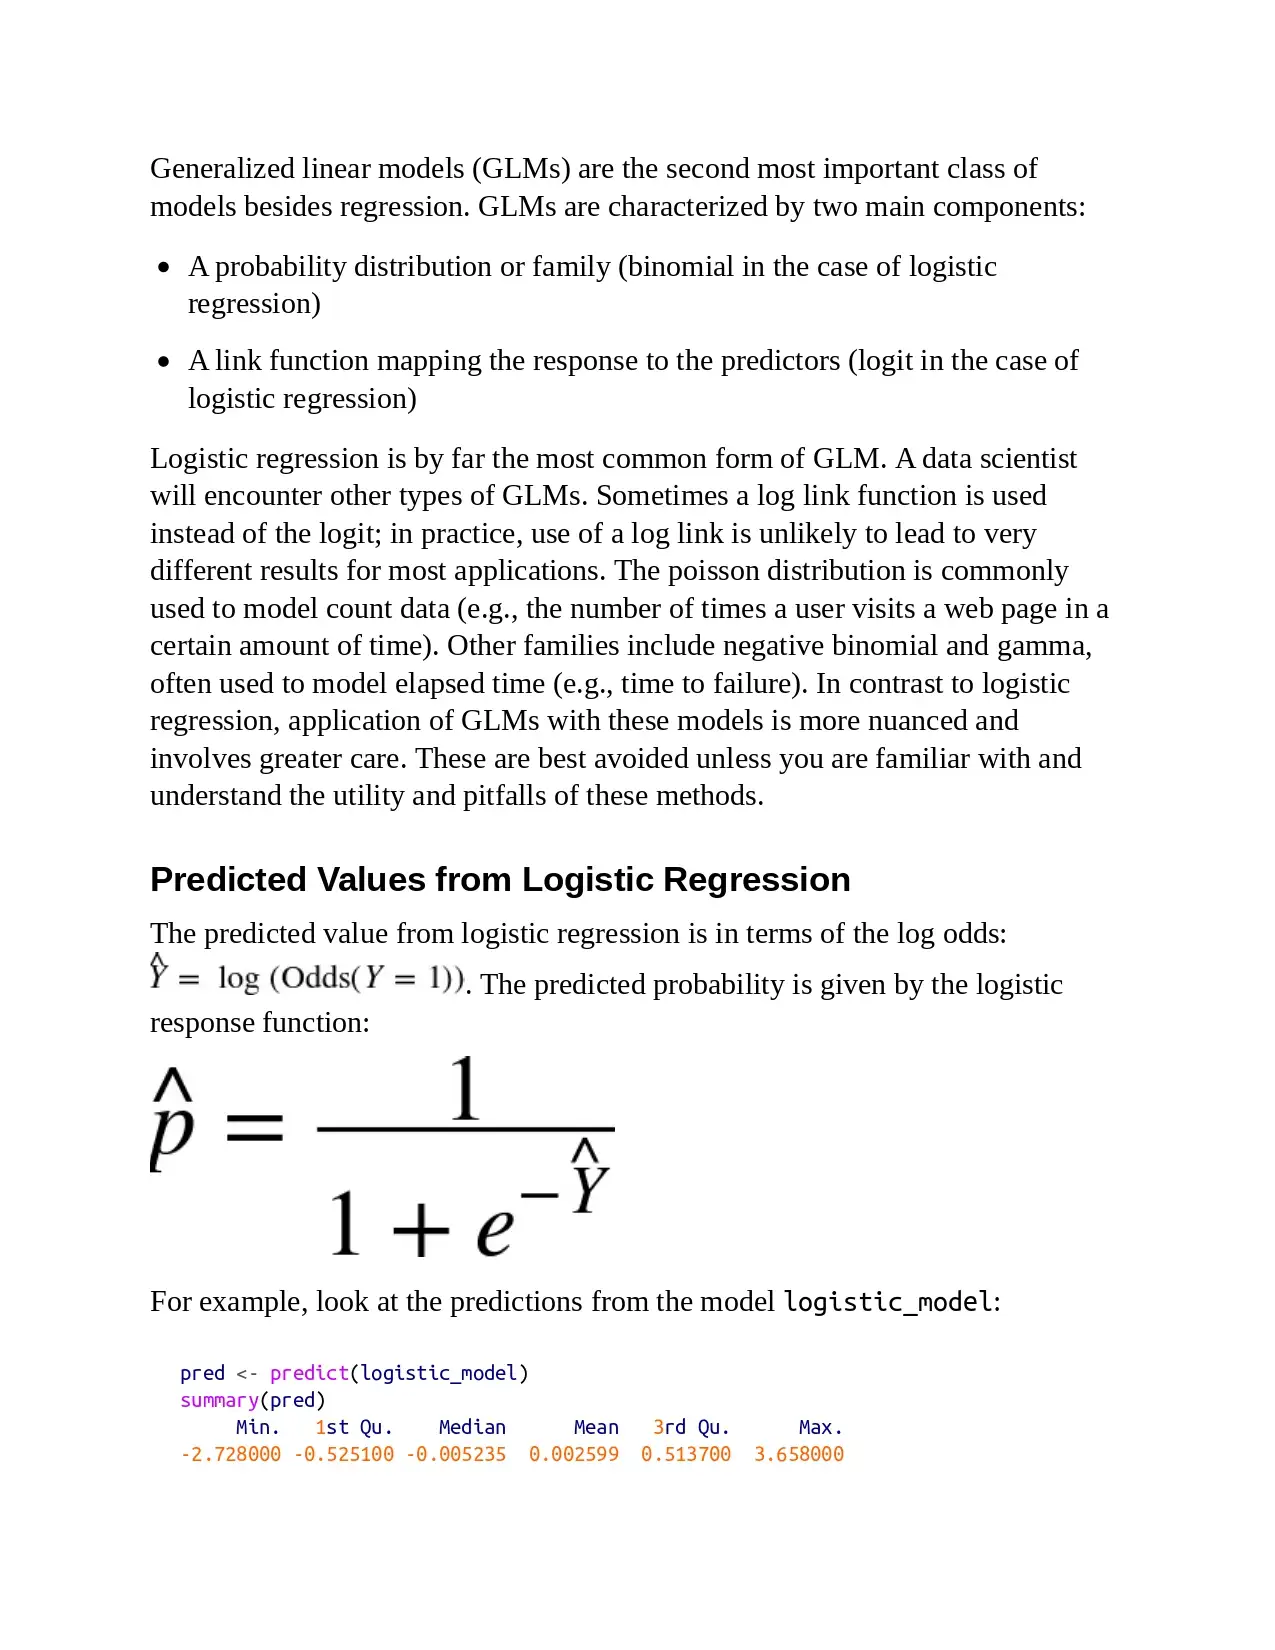 Generalized linear models (GLMs) are the second most important class of
models besides regression. GLMs are characterized by two main components:
• A probability distribution or family (binomial in the case of logistic
regression)
• A link function mapping the response to the predictors (logit in the case of
logistic regression)
Logistic regression is by far the most common form of GLM. A data scientist
will encounter other types of GLMs. Sometimes a log link function is used
instead of the logit; in practice, use of a log link is unlikely to lead to very
different results for most applications. The poisson distribution is commonly
used to model count data (e.g., the number of times a user visits a web page in a
certain amount of time). Other families include negative binomial and gamma,
often used to model elapsed time (e.g., time to failure). In contrast to logistic
regression, application of GLMs with these models is more nuanced and
involves greater care. These are best avoided unless you are familiar with and
understand the utility and pitfalls of these methods.
Predicted Values from Logistic Regression
The predicted value from logistic regression is in terms of the log odds:
Ŷ = log (Odds(Y = 1)). The predicted probability is given by the logistic
response function:
p̂ = 1 / (1 + e^(−Ŷ))
For example, look at the predictions from the model logistic_model:
pred <- predict(logistic_model)
summary(pred)
Min. 1st Qu. Median Mean 3rd Qu. Max.
-2.728000 -0.525100 -0.005235 0.002599 0.513700 3.658000